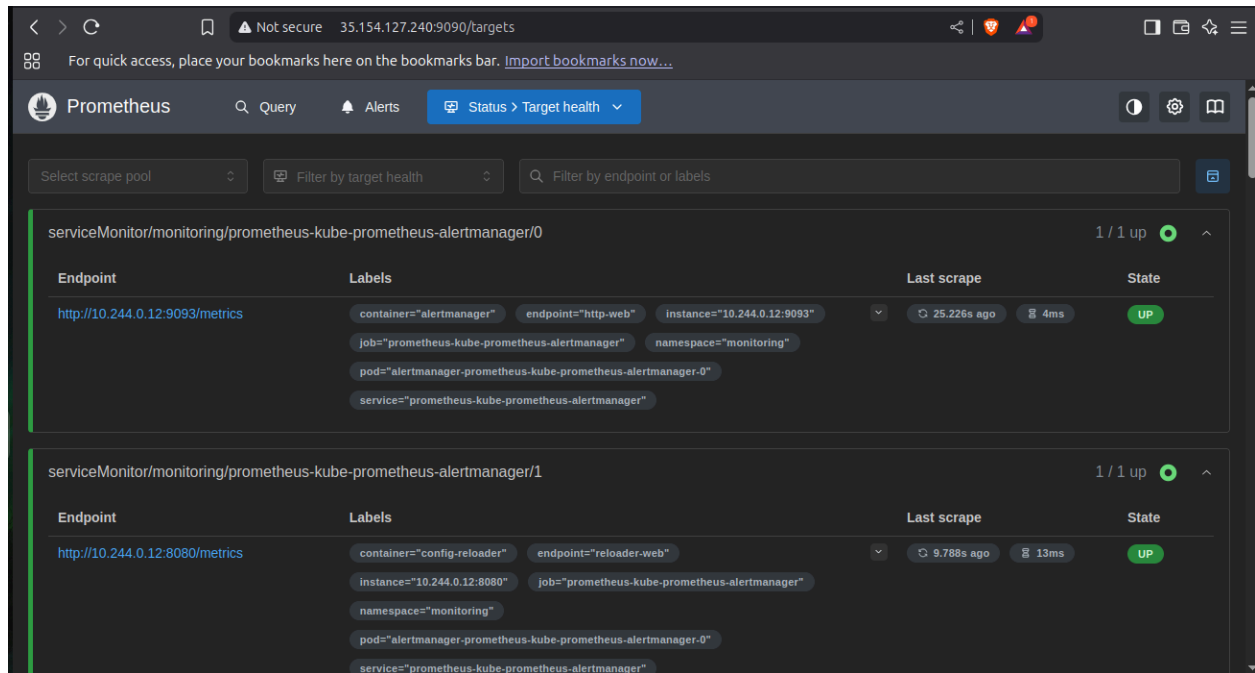 Not secure 35.154.127.240:9090/targets
For quick access, place your bookmarks here on the bookmarks bar. Import bookmarks now...
Prometheus Query Alerts Status > Target health
Select scrape pool Filter by target health Filter by endpoint or labels
serviceMonitor/monitoring/prometheus-kube-prometheus-alertmanager/0 1 / 1 up
Endpoint Labels Last scrape State
http://10.244.0.12:9093/metrics container="alertmanager" endpoint="http-web" instance="10.244.0.12:9093" 25.226s ago 4ms UP
job="prometheus-kube-prometheus-alertmanager" namespace="monitoring"
pod="alertmanager-prometheus-kube-prometheus-alertmanager-0"
service="prometheus-kube-prometheus-alertmanager"
serviceMonitor/monitoring/prometheus-kube-prometheus-alertmanager/1 1 / 1 up
Endpoint Labels Last scrape State
http://10.244.0.12:8080/metrics container="config-reloader" endpoint="reloader-web" 9.788s ago 13ms UP
instance="10.244.0.12:8080" job="prometheus-kube-prometheus-alertmanager"
namespace="monitoring"
pod="alertmanager-prometheus-kube-prometheus-alertmanager-0"
service="prometheus-kube-prometheus-alertmanager"